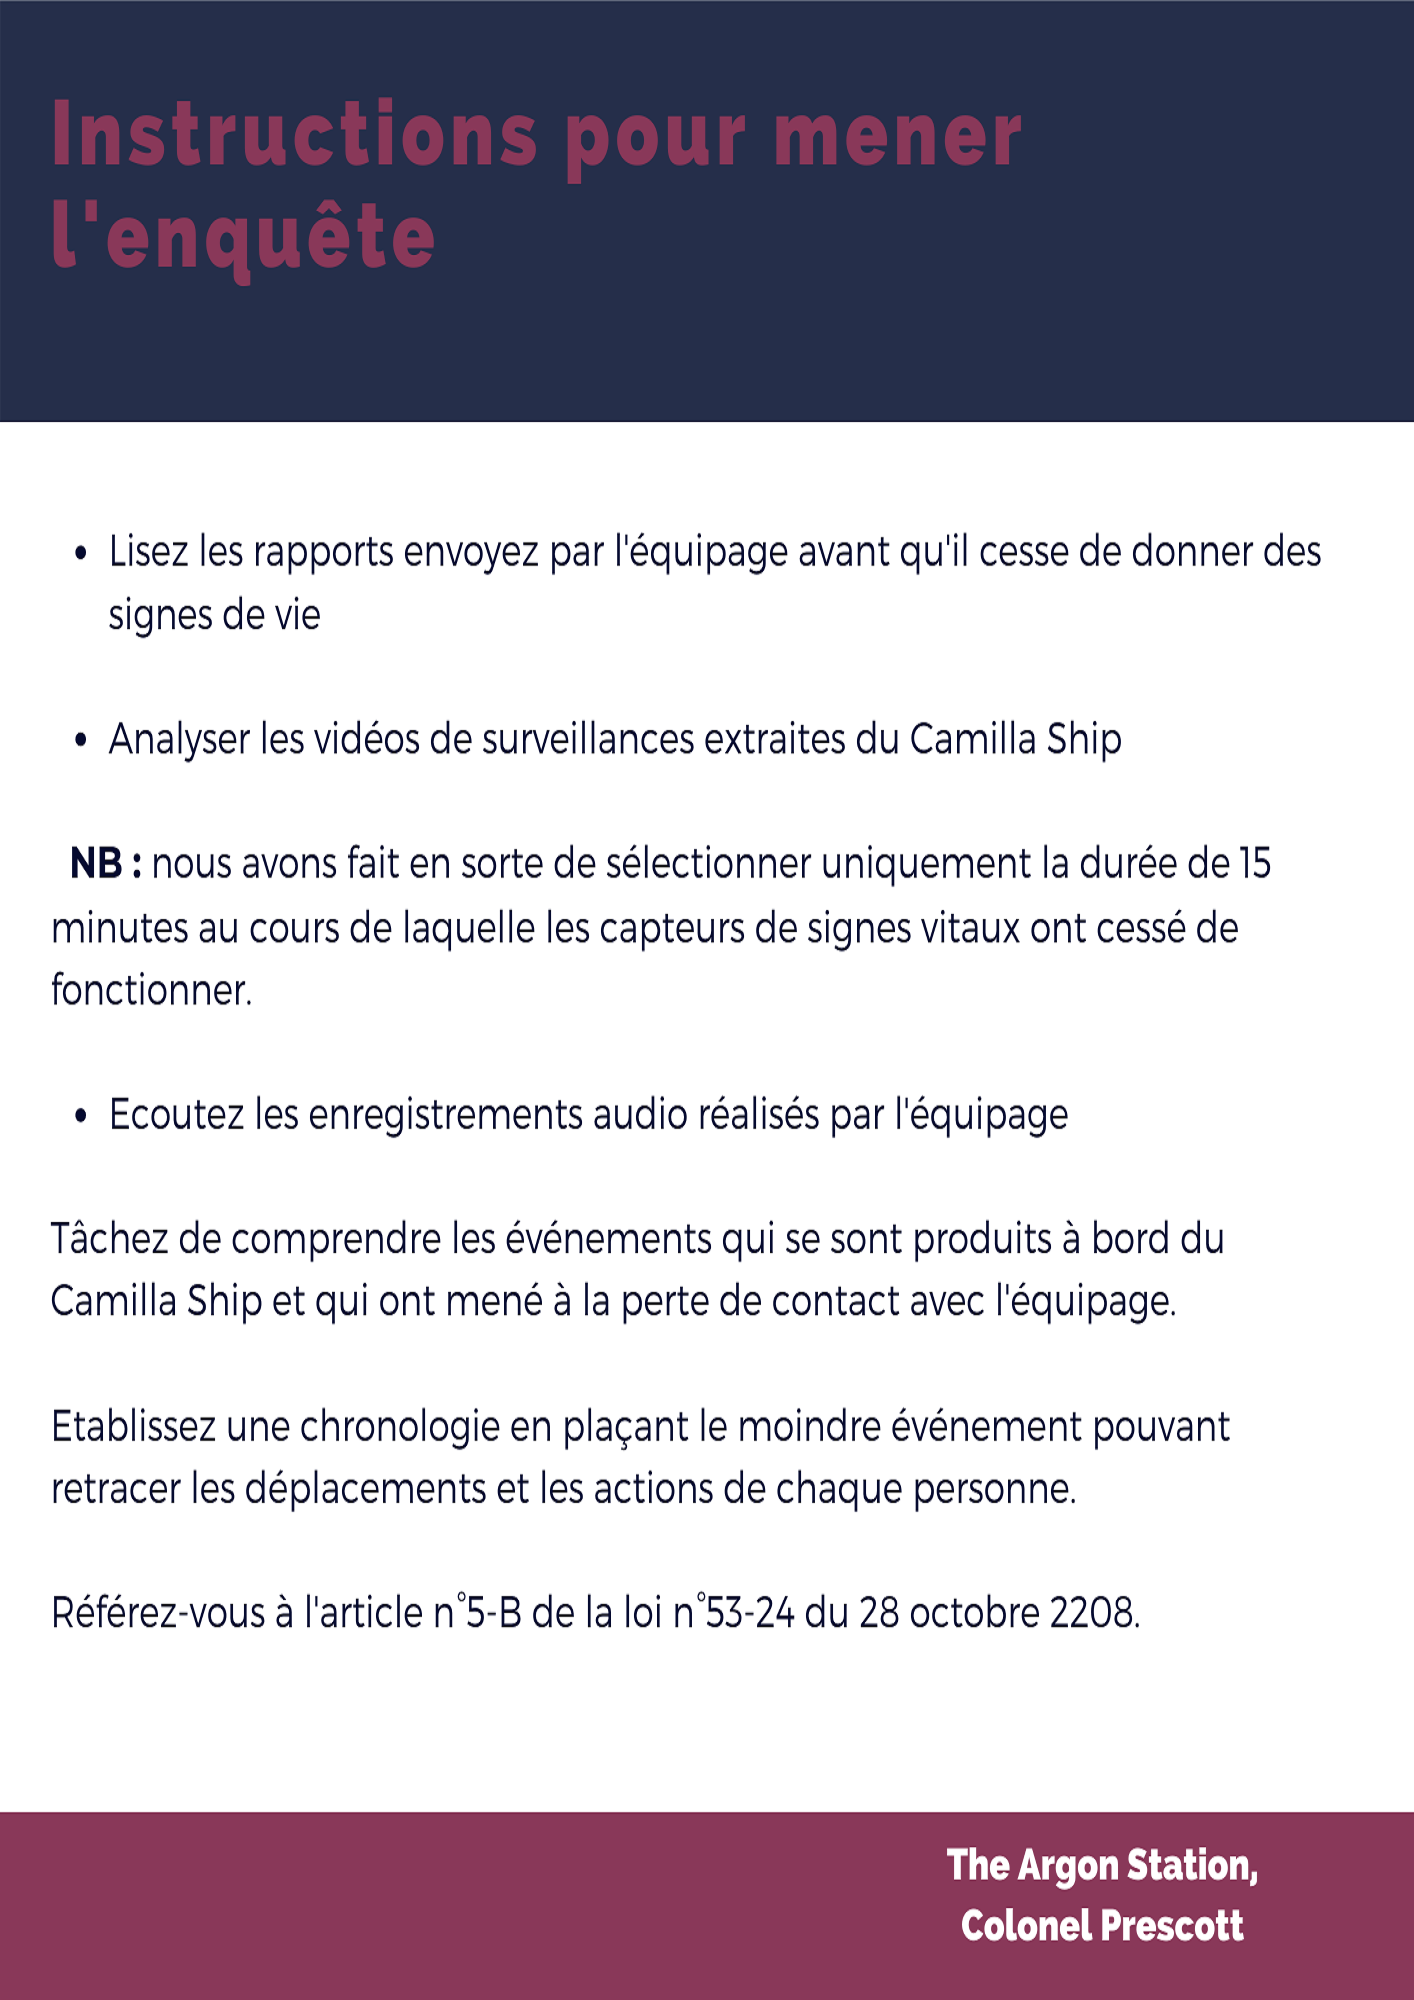 Instructions pour mener
l'enquête
• Lisez les rapports envoyez par l'équipage avant qu'il cesse de donner des
signes de vie
• Analyser les vidéos de surveillances extraites du Camilla Ship
NB : nous avons fait en sorte de sélectionner uniquement la durée de 15
minutes au cours de laquelle les capteurs de signes vitaux ont cessé de
fonctionner.
• Ecoutez les enregistrements audio réalisés par l'équipage
Tâchez de comprendre les événements qui se sont produits à bord du
Camilla Ship et qui ont mené à la perte de contact avec l'équipage.
Etablissez une chronologie en plaçant le moindre événement pouvant
retracer les déplacements et les actions de chaque personne.
Référez-vous à l'article n°5-B de la loi n°53-24 du 28 octobre 2208.
The Argon Station,
Colonel Prescott